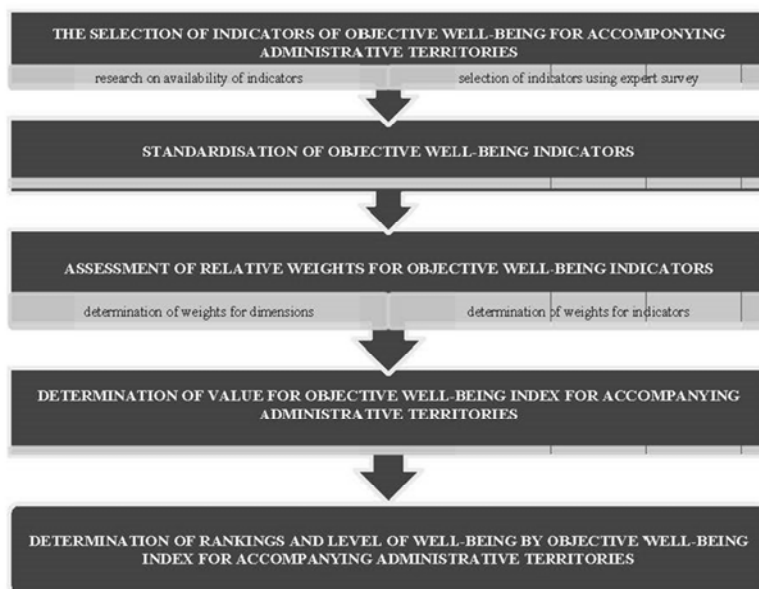 THE SELECTION OF INDICATORS OF OBJECTIVE WELL-BEING FOR ACCOMPONYING
ADMINISTRATIVE TERRITORIES
research on availability of indicators
selection of indicators using expert survey
STANDARDISATION OF OBJECTIVE WELL-BEING INDICATORS
ASSESSMENT OF RELATIVE WEIGHTS FOR OBJECTIVE WELL-BEING INDICATORS
determination of weights for dimensions
determination of weights for indicators
DETERMINATION OF VALUE FOR OBJECTIVE WELL-BEING INDEX FOR ACCOMPANYING
ADMINISTRATIVE TERRITORIES
DETERMINATION OF RANKINGS AND LEVEL OF WELL-BEING BY OBJECTIVE WELL-BEING
INDEX FOR ACCOMPANYING ADMINISTRATIVE TERRITORIES